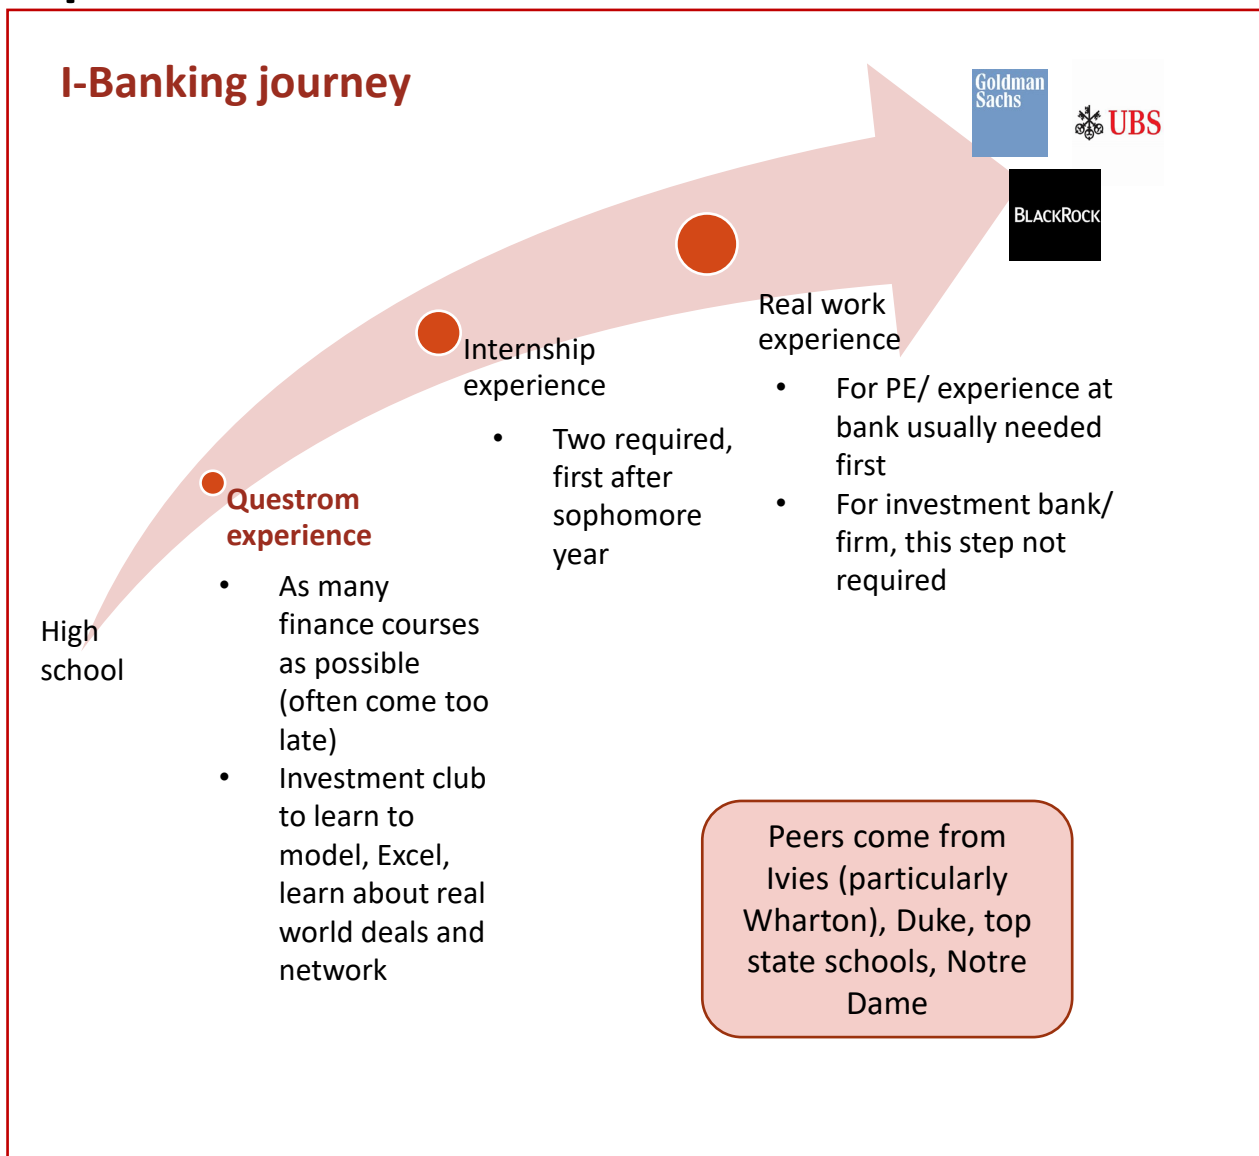 I-Banking journey
Goldman
Sachs
UBS
BLACKROCK
Real work
experience
• For PE/ experience at
bank usually needed
first
• For investment bank/
firm, this step not
required
Internship
experience
• Two required,
first after
sophomore
year
Questrom
experience
• As many
finance courses
as possible
(often come too
late)
• Investment club
to learn to
model, Excel,
learn about real
world deals and
network
High
school
Peers come from
Ivies (particularly
Wharton), Duke, top
state schools, Notre
Dame